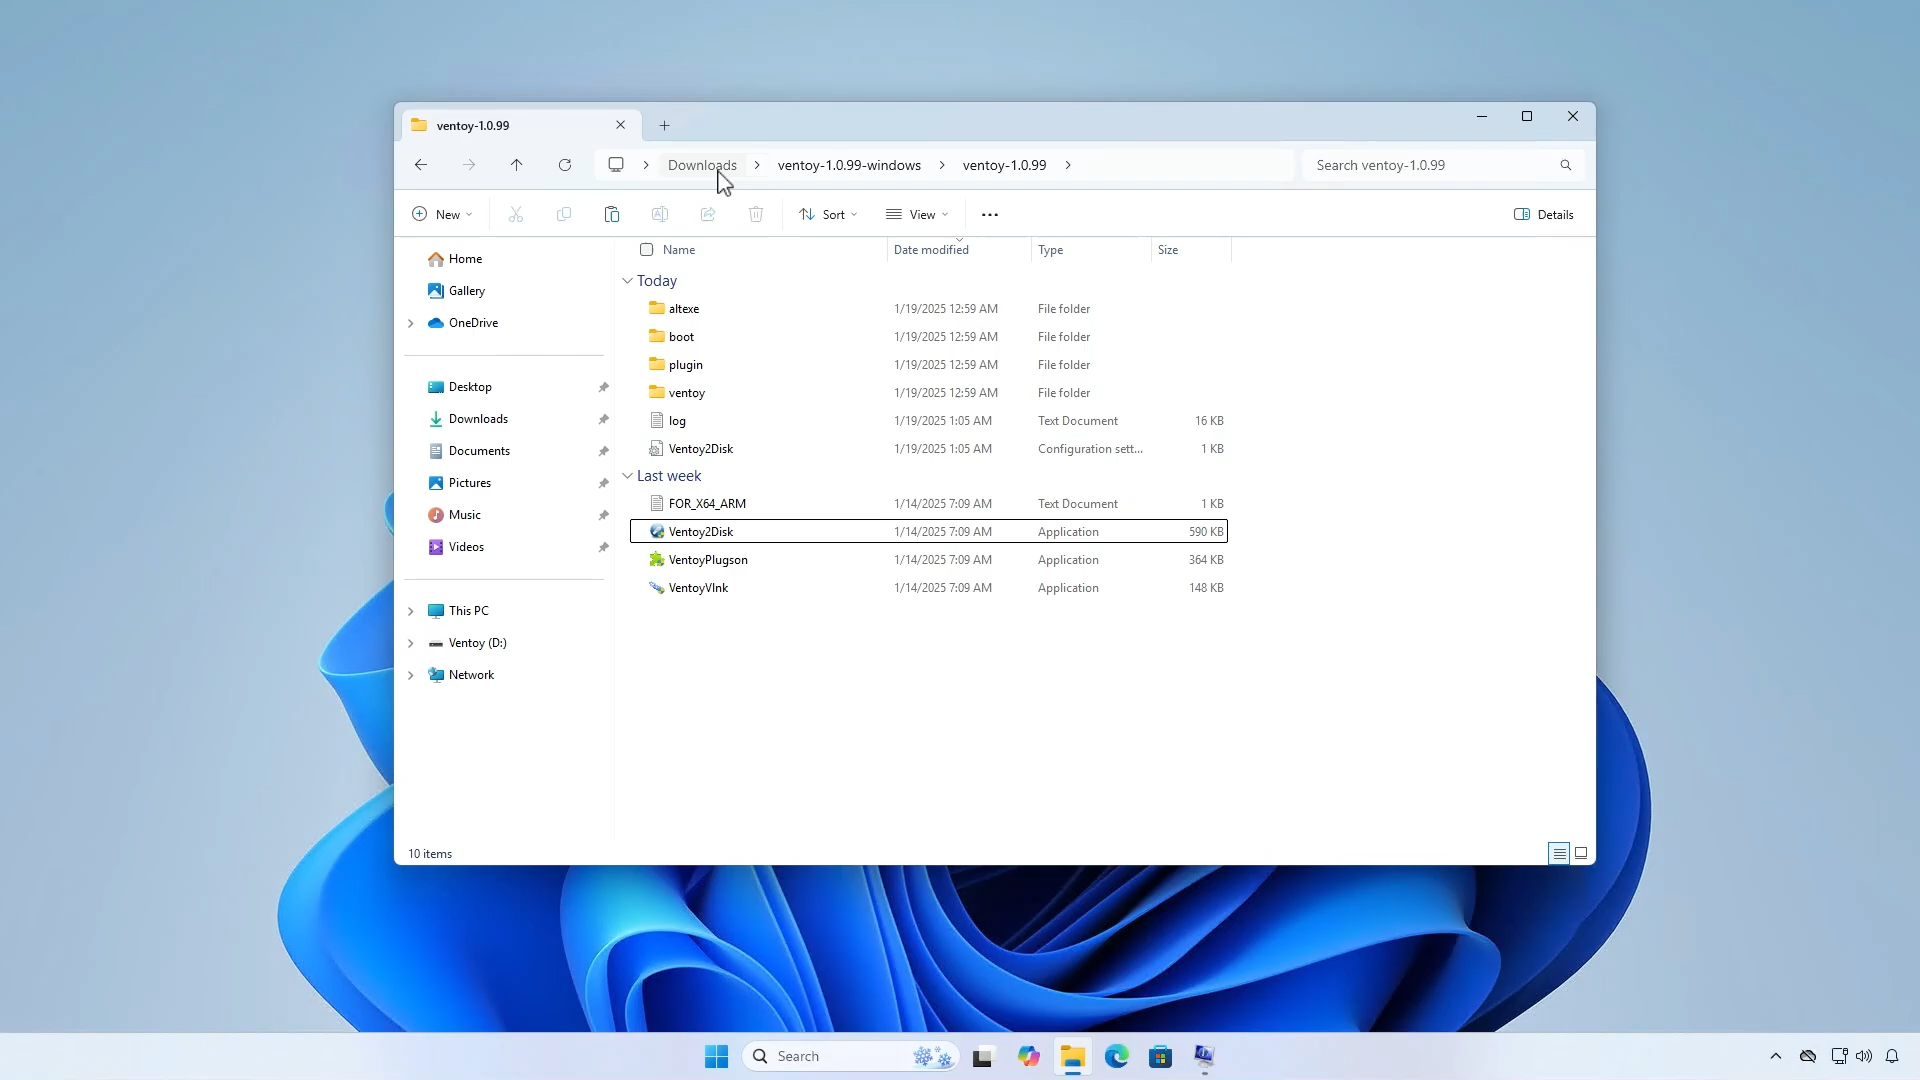 ventoy-1.0.99
Downloads ventoy-1.0.99-windows ventoy-1.0.99
Search ventoy-1.0.99
New Sort View Details
Name Date modified Type Size
Home
Gallery
OneDrive
Desktop
Downloads
Documents
Pictures
Music
Videos
This PC
Ventoy (D:)
Network
Today
altexe 1/19/2025 12:59 AM File folder
boot 1/19/2025 12:59 AM File folder
plugin 1/19/2025 12:59 AM File folder
ventoy 1/19/2025 12:59 AM File folder
log 1/19/2025 1:05 AM Text Document 16 KB
Ventoy2Disk 1/19/2025 1:05 AM Configuration sett... 1 KB
Last week
FOR_X64_ARM 1/14/2025 7:09 AM Text Document 1 KB
Ventoy2Disk 1/14/2025 7:09 AM Application 590 KB
VentoyPlugson 1/14/2025 7:09 AM Application 364 KB
VentoyVlnk 1/14/2025 7:09 AM Application 148 KB
10 items
Search